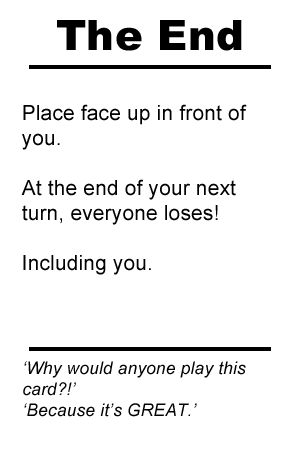 The End
Place face up in front of
you.
At the end of your next
turn, everyone loses!
Including you.
‘Why would anyone play this
card?!’
‘Because it’s GREAT.’